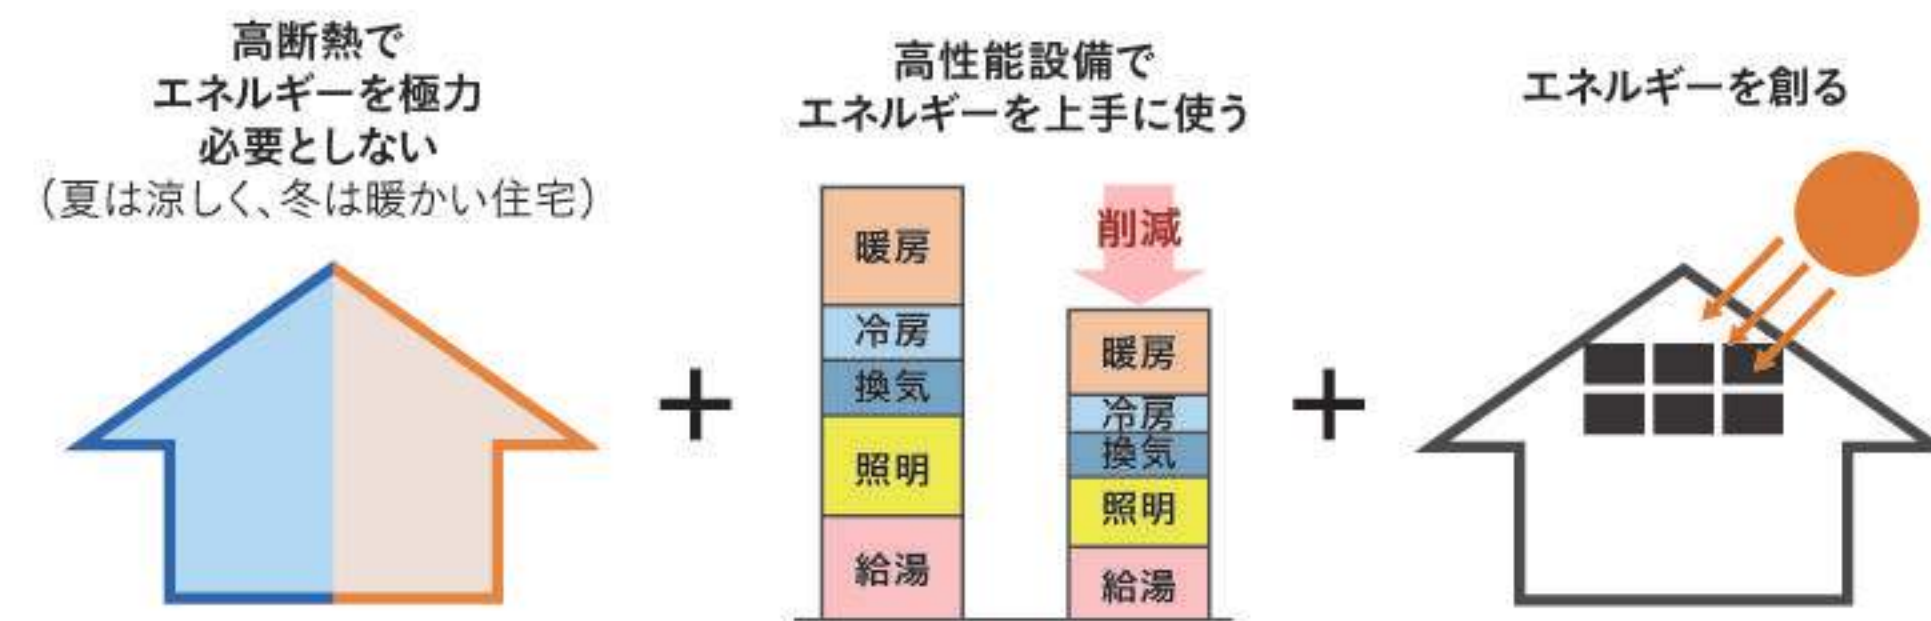 高断熱で
エネルギーを極力
必要としない
（夏は涼しく、冬は暖かい住宅）
高性能設備で
エネルギーを上手に使う
暖房
冷房
換気
照明
給湯
削減
暖房
冷房
換気
照明
給湯
エネルギーを創る